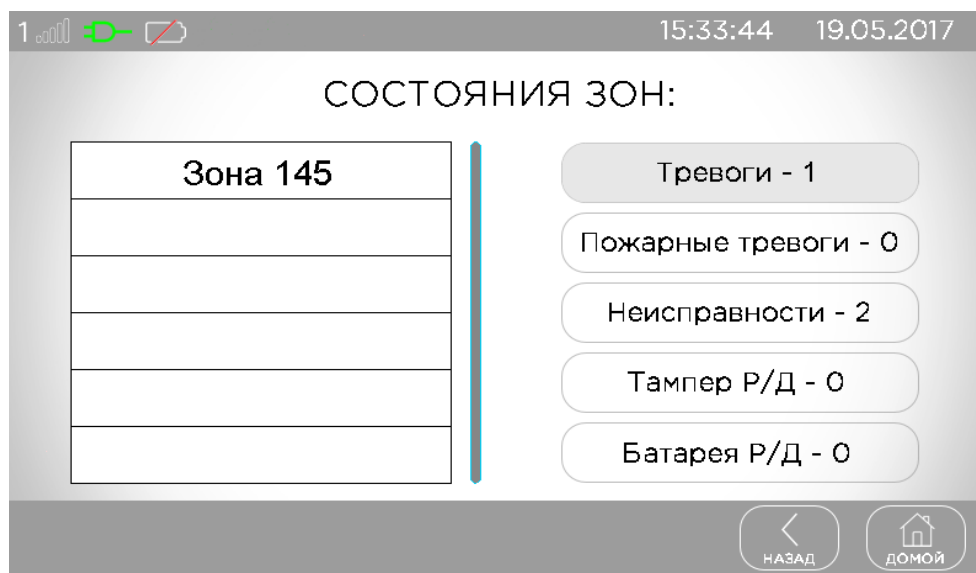 1 15:33:44 19.05.2017
СОСТОЯНИЯ ЗОН:
Зона 145
Тревоги - 1
Пожарные тревоги - 0
Неисправности - 2
Тампер Р/Д - 0
Батарея Р/Д - 0
НАЗАД
ДОМОЙ